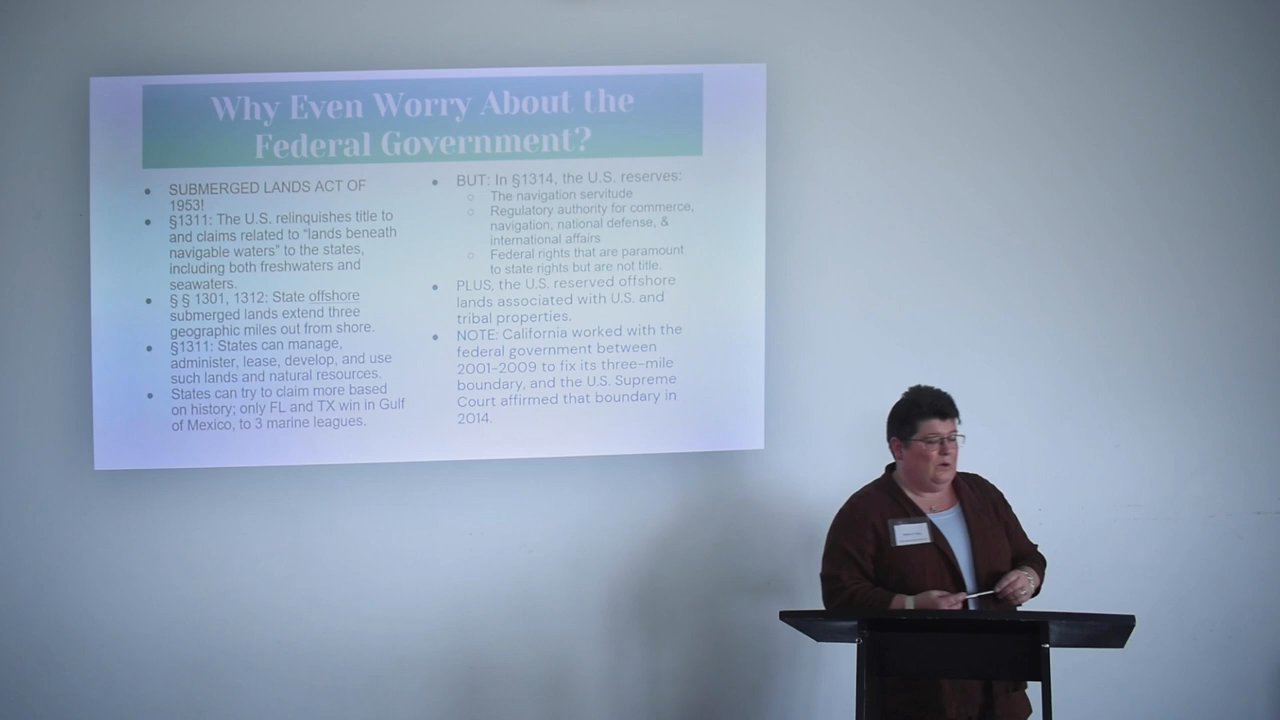 Why Even Worry About the
Federal Government?
• SUBMERGED LANDS ACT OF
1953!
• §1311: The U.S. relinquishes title to
and claims related to “lands beneath
navigable waters” to the states,
including both freshwaters and
seawaters.
• § § 1301, 1312: State offshore
submerged lands extend three
geographic miles out from shore.
• §1311: States can manage,
administer, lease, develop, and use
such lands and natural resources.
• States can try to claim more based
on history; only FL and TX win in Gulf
of Mexico, to 3 marine leagues.
• BUT: In §1314, the U.S. reserves:
○ The navigation servitude
○ Regulatory authority for commerce,
navigation, national defense, &
international affairs
○ Federal rights that are paramount
to state rights but are not title.
• PLUS, the U.S. reserved offshore
lands associated with U.S. and
tribal properties.
• NOTE: California worked with the
federal government between
2001-2009 to fix its three-mile
boundary, and the U.S. Supreme
Court affirmed that boundary in
2014.